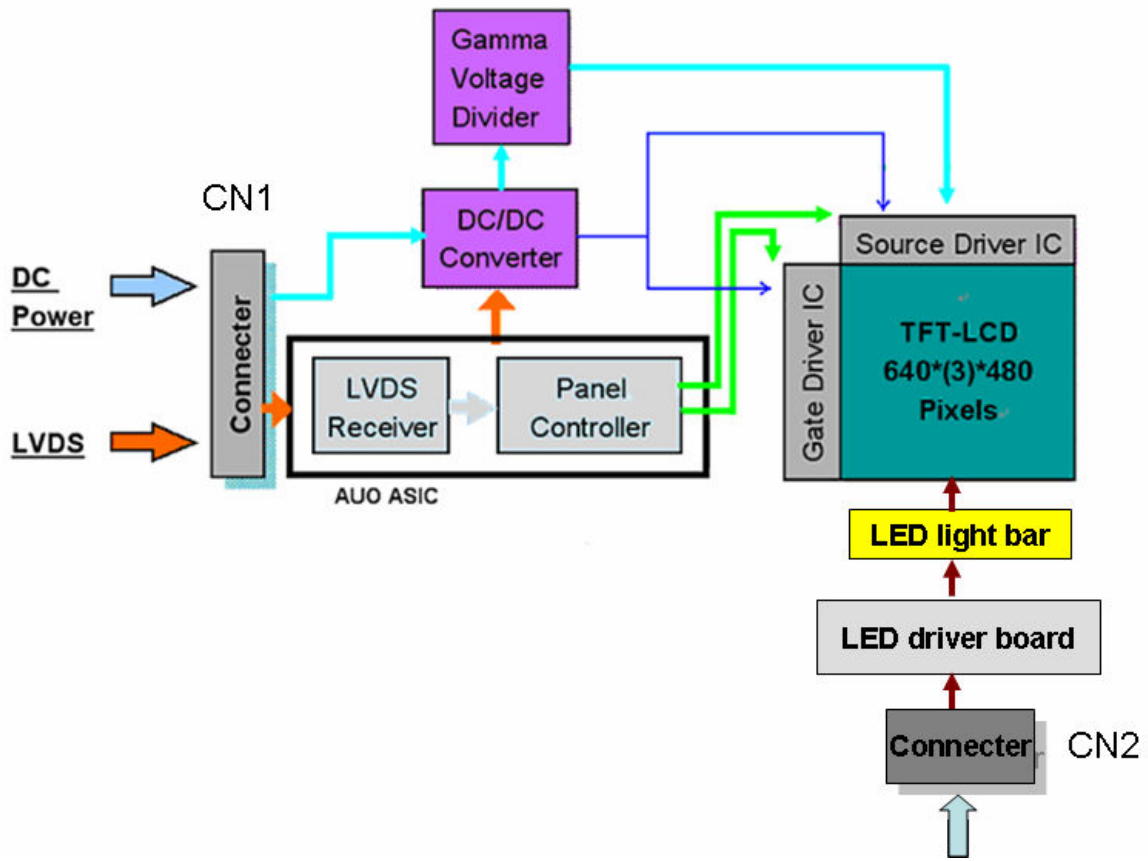 Gamma
Voltage
Divider
CN1
DC/DC
Converter
Source Driver IC
DC
Power
Connecter
Gate Driver IC
TFT-LCD
640*(3)*480
Pixels
LVDS
Receiver
Panel
Controller
LVDS
AUO ASIC
LED light bar
LED driver board
Connecter
CN2